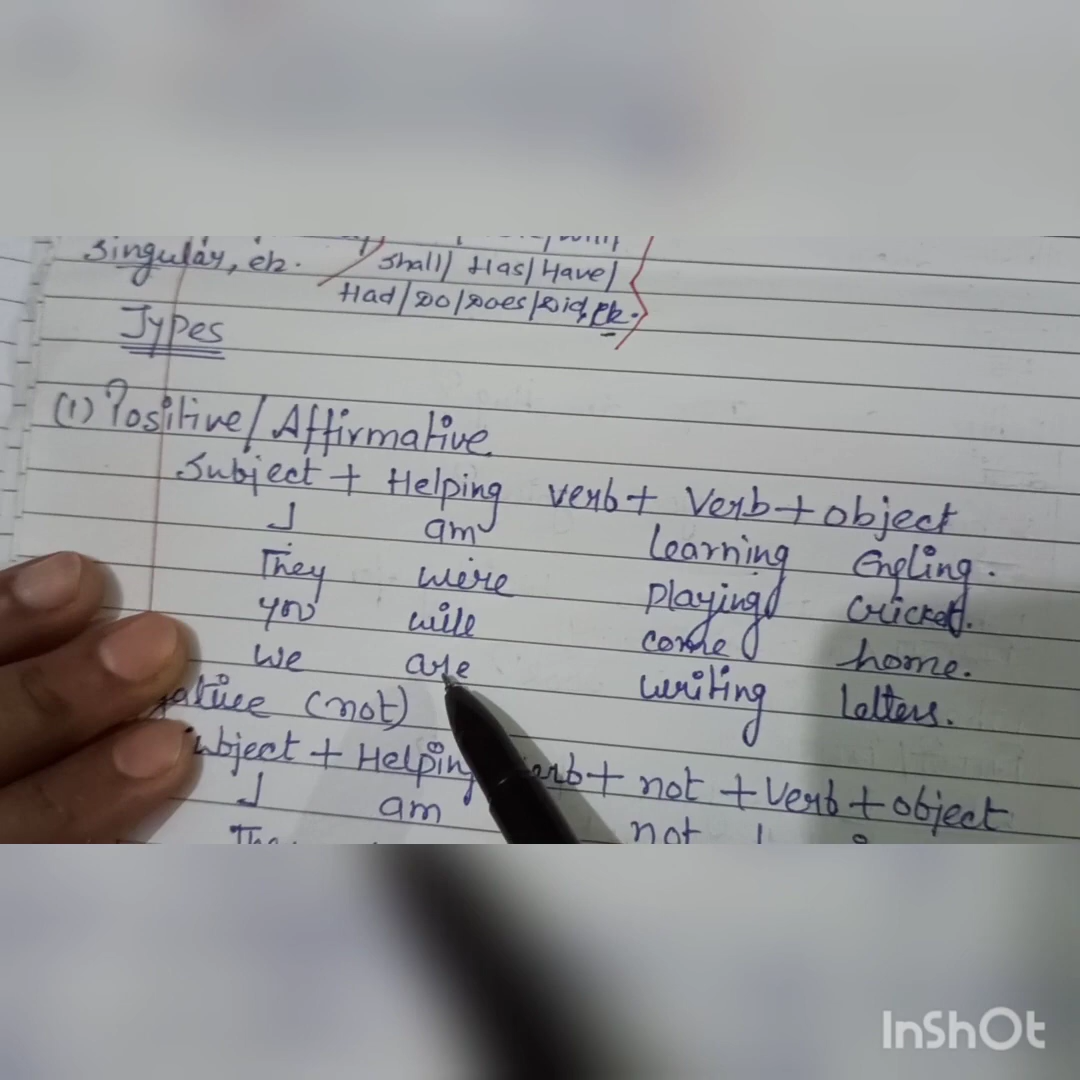 Singular, etc. Shall/ Has/Have/
Had/Do/Does/Did, etc.
Types
(1) Positive/Affirmative
Subject + Helping verb + Verb + object
I am learning Engling.
They were playing cricket.
you will come home.
We are writing letters.
(not)
Subject + Helping verb + not + Verb + object
I am not
InShOt